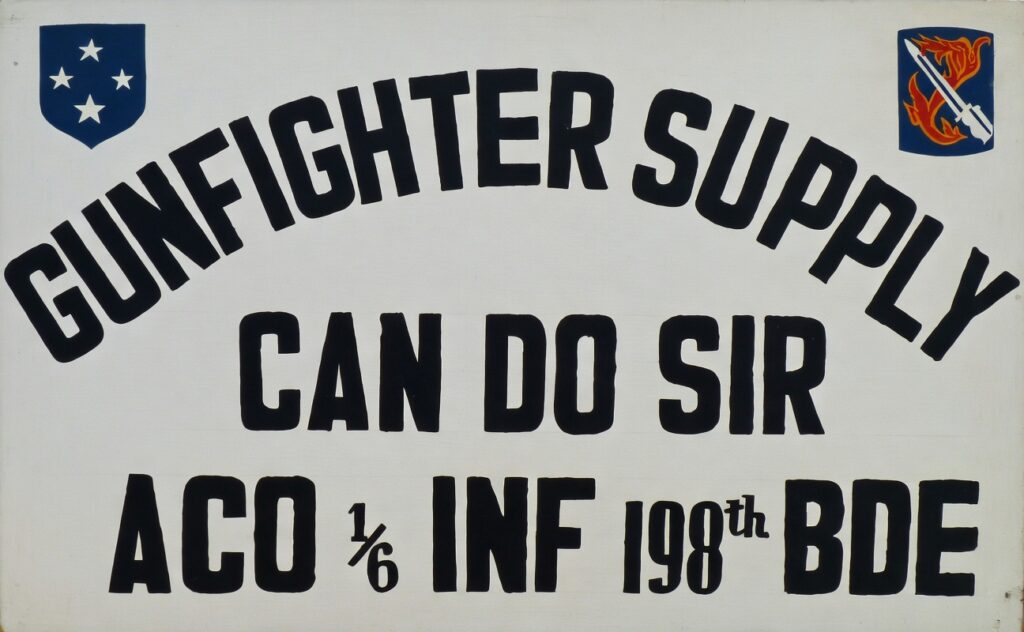 GUNFIGHTER SUPPLY
CAN DO SIR
ACO 1/6 INF 198th BDE